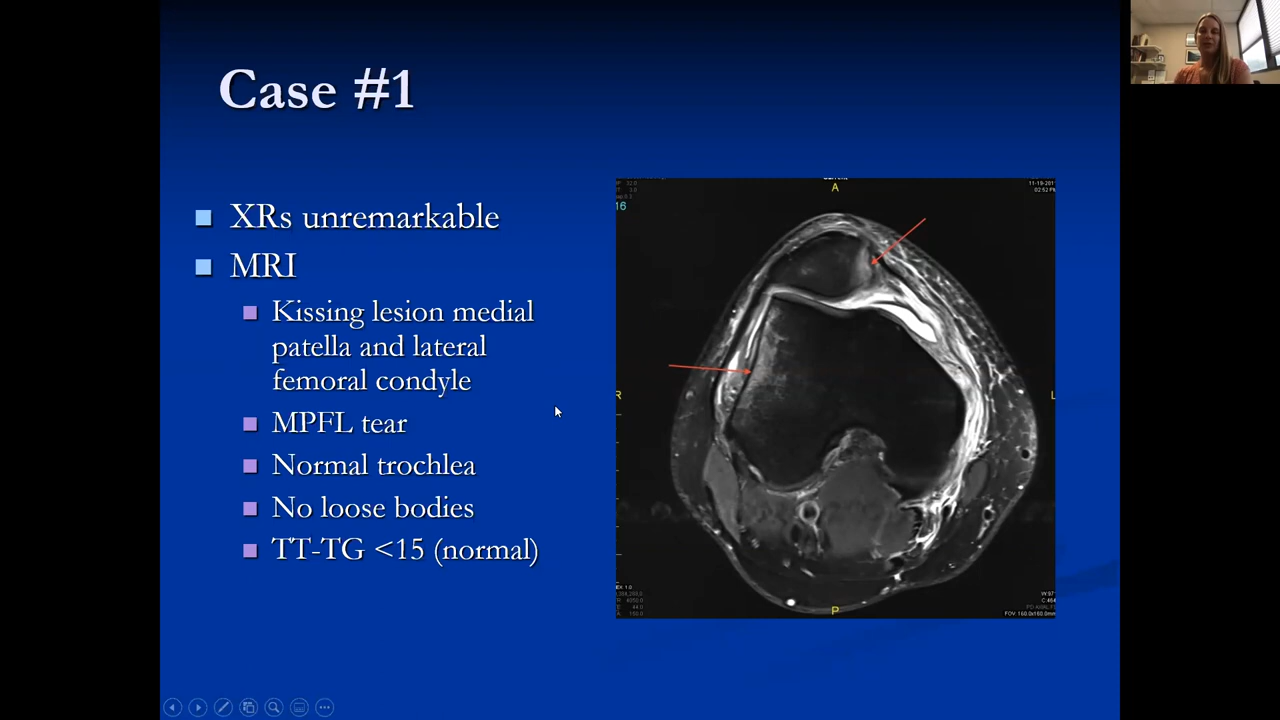 Case #1
XRs unremarkable
MRI
Kissing lesion medial
patella and lateral
femoral condyle
MPFL tear
Normal trochlea
No loose bodies
TT-TG <15 (normal)
A
16
R
L
P